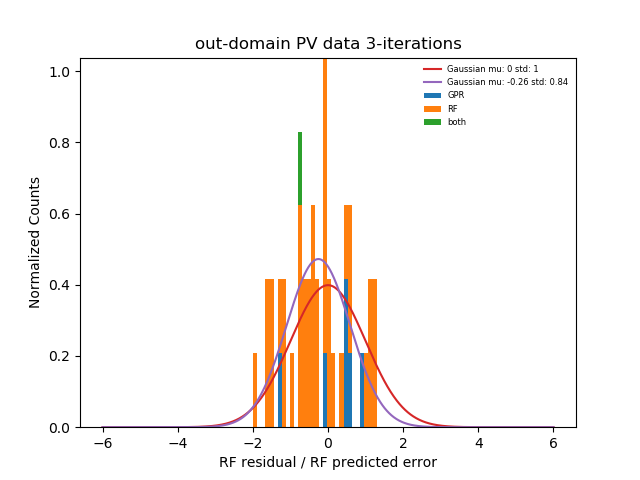 out-domain PV data 3-iterations
Normalized Counts
1.0
0.8
0.6
0.4
0.2
0.0
Gaussian mu: 0 std: 1
Gaussian mu: -0.26 std: 0.84
GPR
RF
both
−6 −4 −2 0 2 4 6
RF residual / RF predicted error